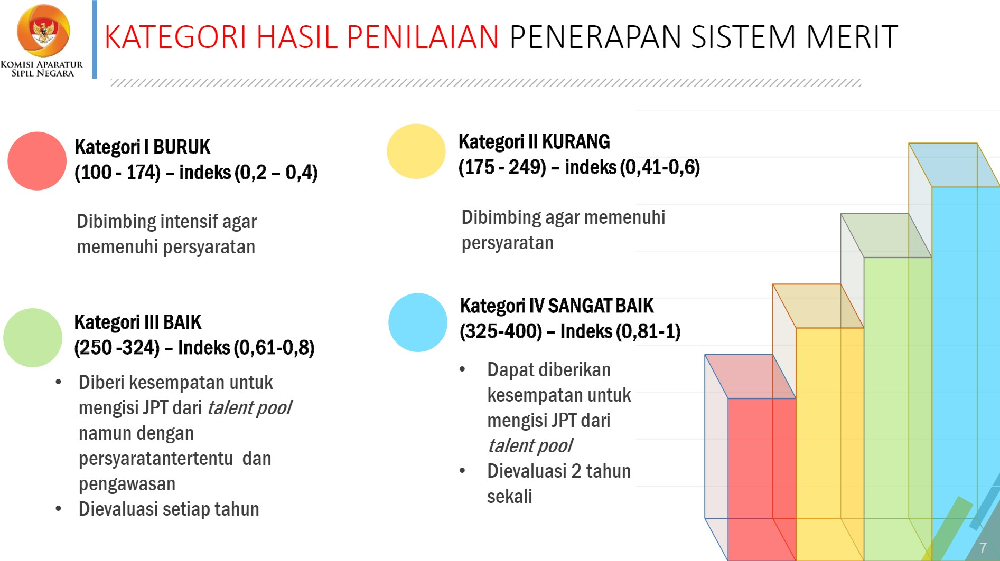 KOMISI APARATUR
SIPIL NEGARA
KATEGORI HASIL PENILAIAN PENERAPAN SISTEM MERIT
Kategori I BURUK
(100 - 174) – indeks (0,2 – 0,4)
Dibimbing intensif agar
memenuhi persyaratan
Kategori II KURANG
(175 - 249) – indeks (0,41-0,6)
Dibimbing agar memenuhi
persyaratan
Kategori III BAIK
(250 -324) – Indeks (0,61-0,8)
• Diberi kesempatan untuk
mengisi JPT dari talent pool
namun dengan
persyaratantertentu dan
pengawasan
• Dievaluasi setiap tahun
Kategori IV SANGAT BAIK
(325-400) – Indeks (0,81-1)
• Dapat diberikan
kesempatan untuk
mengisi JPT dari
talent pool
• Dievaluasi 2 tahun
sekali
7